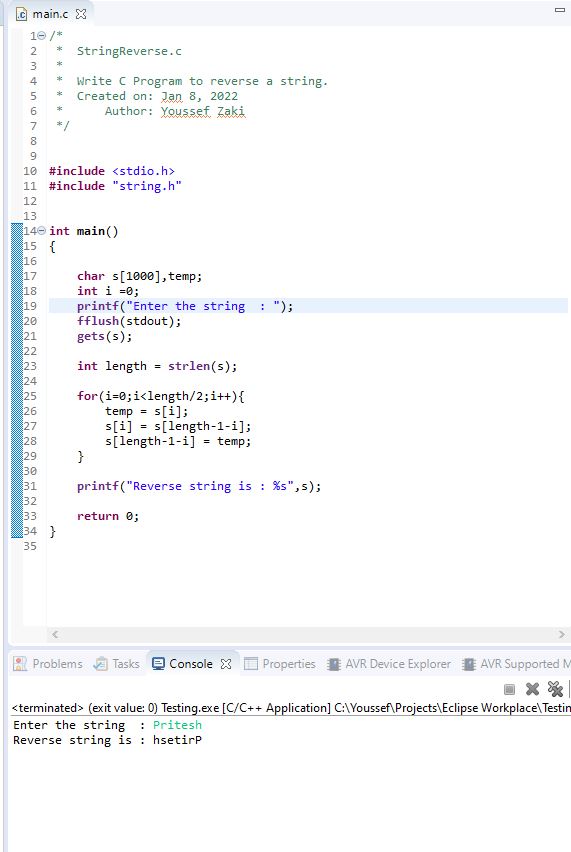 main.c
1 /*
2  *  StringReverse.c
3  *
4  *  Write C Program to reverse a string.
5  *  Created on: Jan 8, 2022
6  *      Author: Youssef Zaki
7  */
8
9
10 #include <stdio.h>
11 #include "string.h"
12
13
14 int main()
15 {
16
17     char s[1000],temp;
18     int i =0;
19     printf("Enter the string  : ");
20     fflush(stdout);
21     gets(s);
22
23     int length = strlen(s);
24
25     for(i=0;i<length/2;i++){
26         temp = s[i];
27         s[i] = s[length-1-i];
28         s[length-1-i] = temp;
29     }
30
31     printf("Reverse string is : %s",s);
32
33     return 0;
34 }
35
Problems Tasks Console Properties AVR Device Explorer AVR Supported M
<terminated> (exit value: 0) Testing.exe [C/C++ Application] C:\Youssef\Projects\Eclipse Workplace\Testin
Enter the string  : Pritesh
Reverse string is : hsetirP